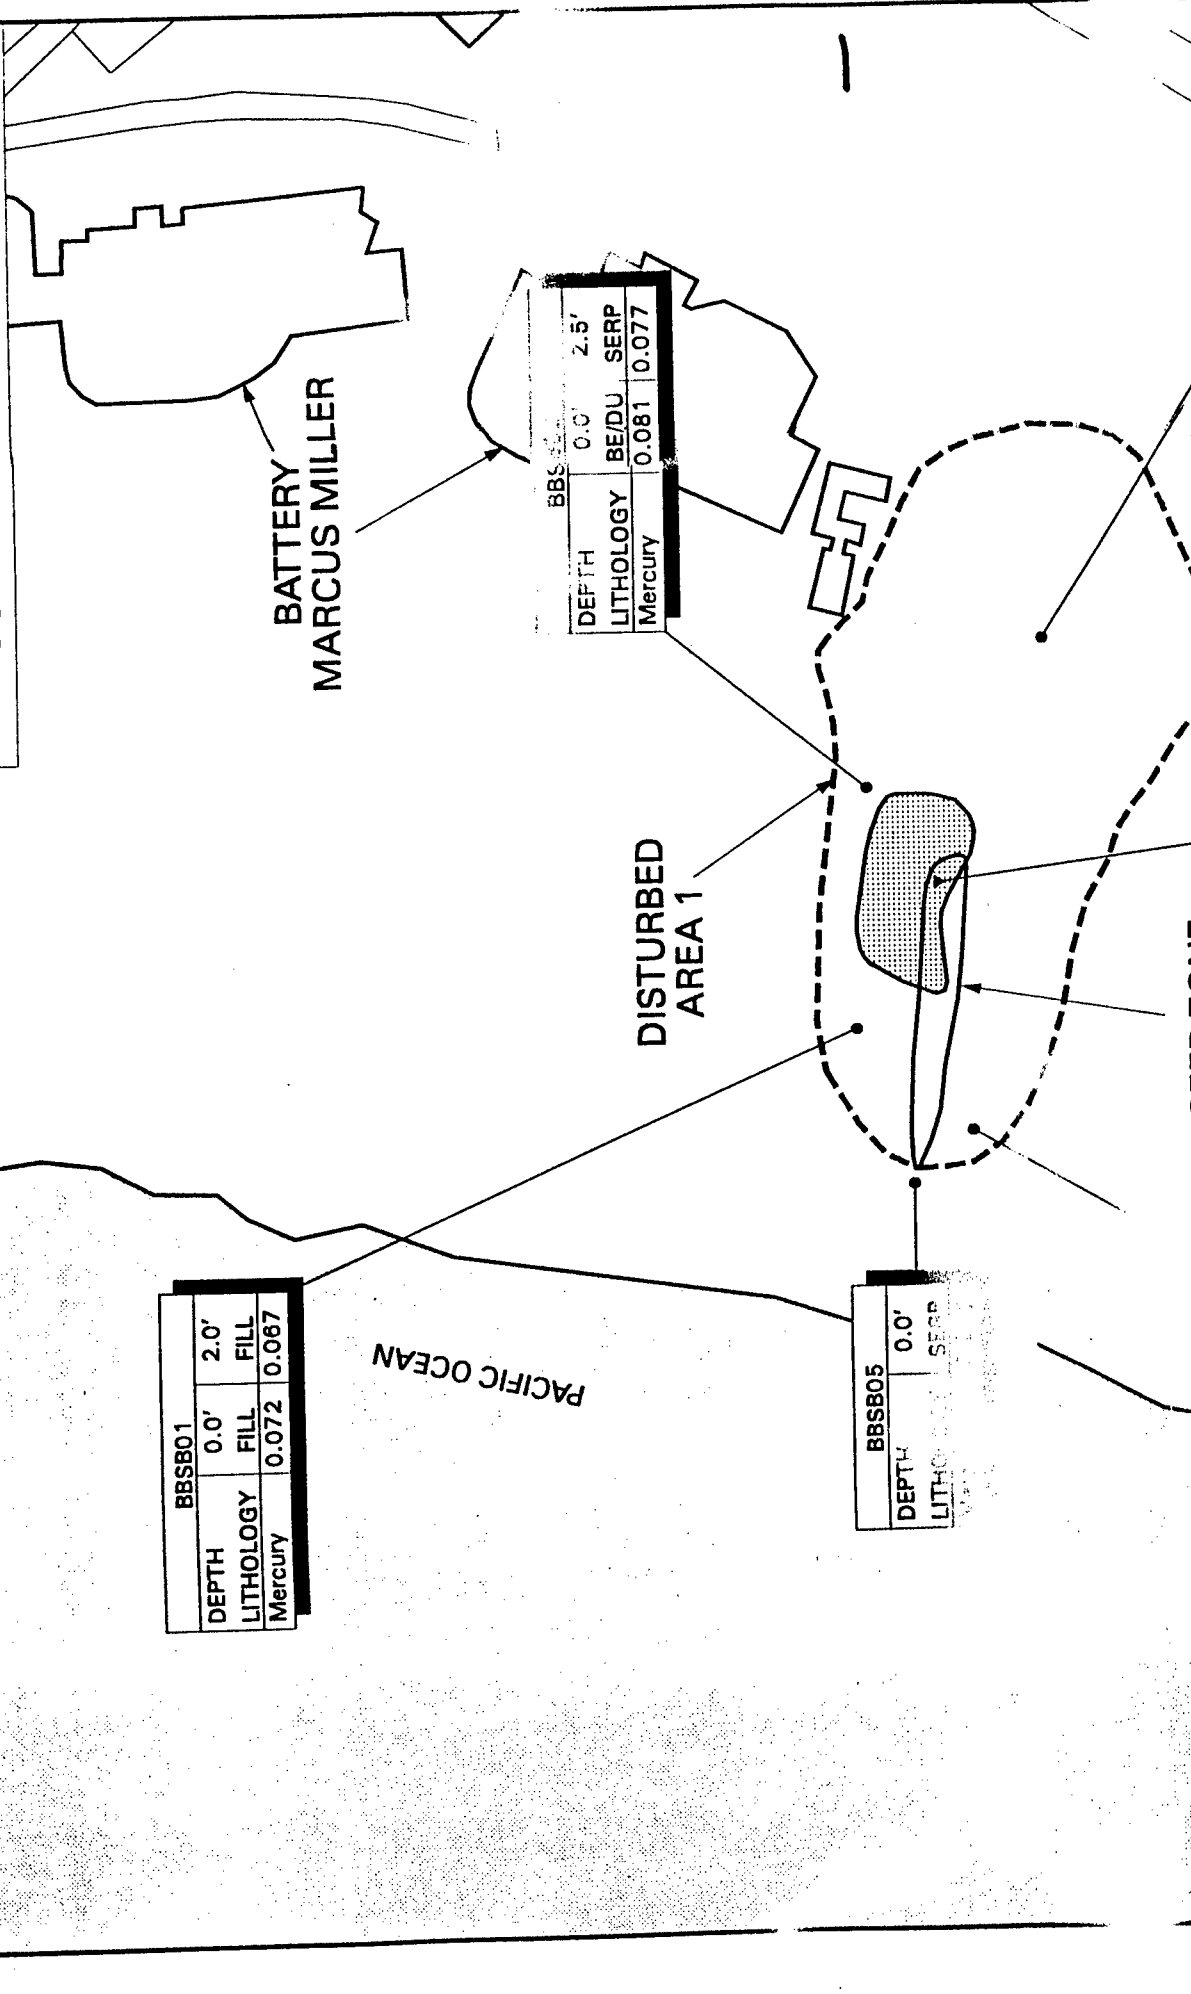 BATTERY
MARCUS MILLER
DEPTH 0.0' 2.5'
LITHOLOGY BE/DU SERP
Mercury 0.081 0.077
DISTURBED
AREA 1
BBSB01
DEPTH 0.0' 2.0'
LITHOLOGY FILL FILL
Mercury 0.072 0.067
PACIFIC OCEAN
BBSB05
DEPTH 0.0'
SERP